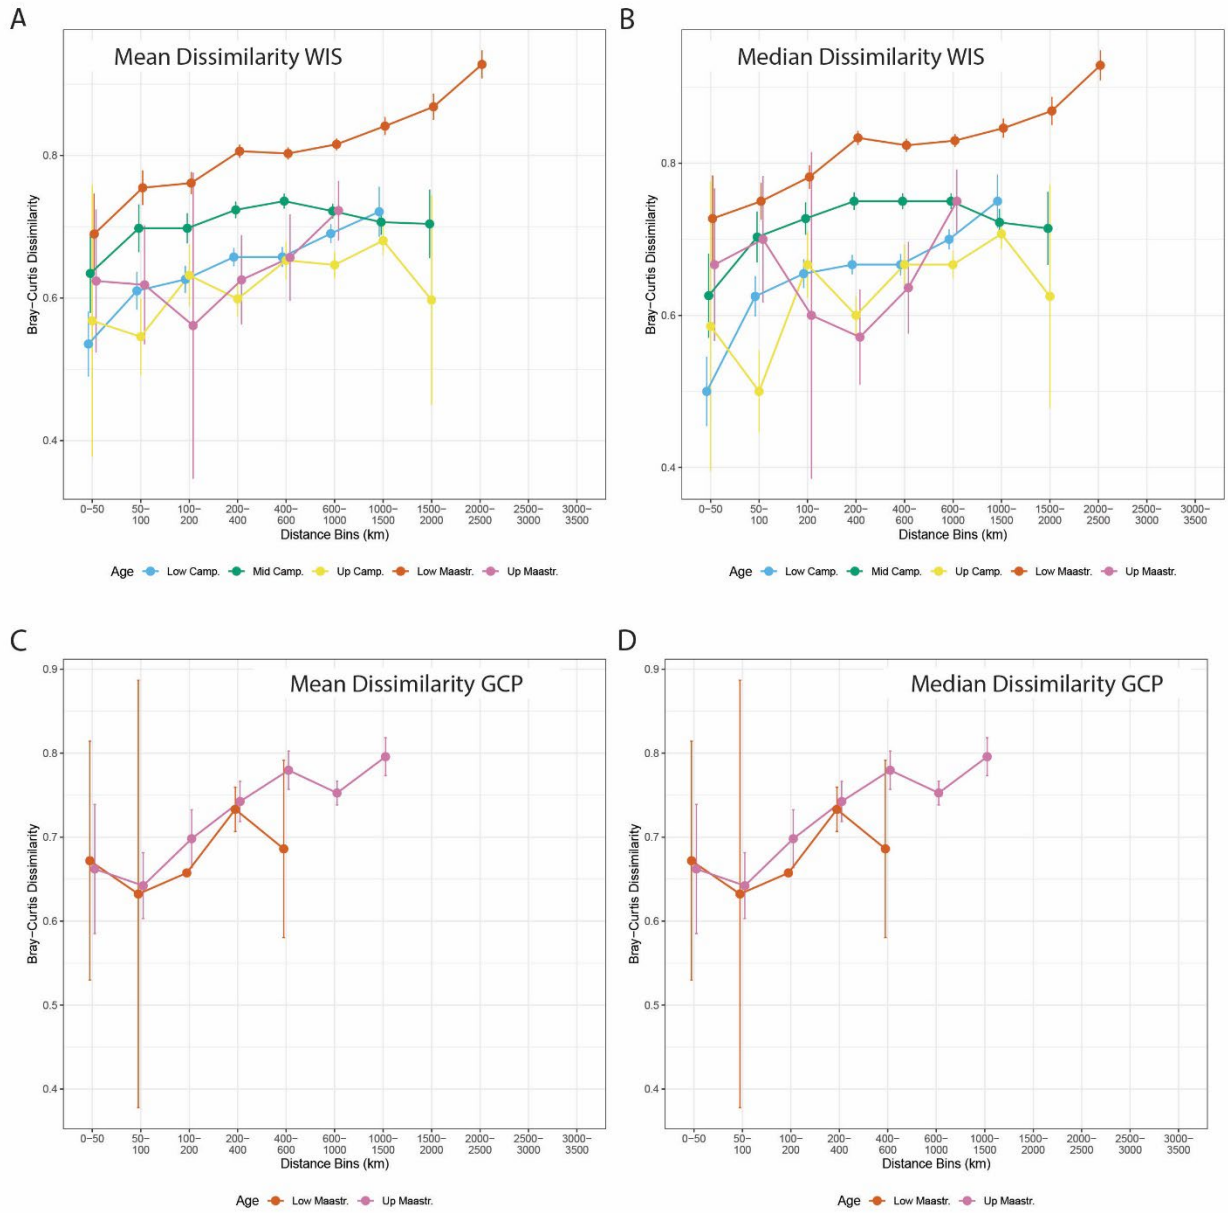 A
Mean Dissimilarity WIS
Bray−Curtis Dissimilarity
0.8
0.6
0.4
0−50 50−100 100−200 200−400 400−600 600−1000 1000−1500 1500−2000 2000−2500 2500−3000 3000−3500
Distance Bins (km)
Age Low Camp. Mid Camp. Up Camp. Low Maastr. Up Maastr.
B
Median Dissimilarity WIS
Bray−Curtis Dissimilarity
0.8
0.6
0.4
0−50 50−100 100−200 200−400 400−600 600−1000 1000−1500 1500−2000 2000−2500 2500−3000 3000−3500
Distance Bins (km)
Age Low Camp. Mid Camp. Up Camp. Low Maastr. Up Maastr.
C
Mean Dissimilarity GCP
Bray−Curtis Dissimilarity
0.9
0.8
0.7
0.6
0.5
0.4
0−50 50−100 100−200 200−400 400−600 600−1000 1000−1500 1500−2000 2000−2500 2500−3000 3000−3500
Distance Bins (km)
Age Low Maastr. Up Maastr.
D
Median Dissimilarity GCP
Bray−Curtis Dissimilarity
0.9
0.8
0.7
0.6
0.5
0.4
0−50 50−100 100−200 200−400 400−600 600−1000 1000−1500 1500−2000 2000−2500 2500−3000 3000−3500
Distance Bins (km)
Age Low Maastr. Up Maastr.